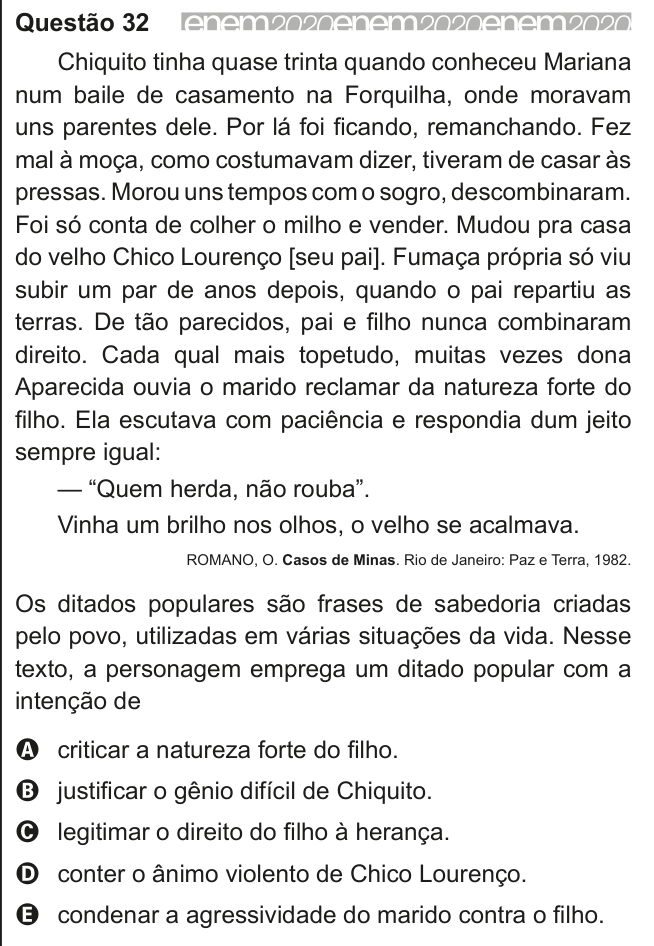 Questão 32 enem2020enem2020enem2020
Chiquito tinha quase trinta quando conheceu Mariana
num baile de casamento na Forquilha, onde moravam
uns parentes dele. Por lá foi ficando, remanchando. Fez
mal à moça, como costumavam dizer, tiveram de casar às
pressas. Morou uns tempos com o sogro, descombinaram.
Foi só conta de colher o milho e vender. Mudou pra casa
do velho Chico Lourenço [seu pai]. Fumaça própria só viu
subir um par de anos depois, quando o pai repartiu as
terras. De tão parecidos, pai e filho nunca combinaram
direito. Cada qual mais topetudo, muitas vezes dona
Aparecida ouvia o marido reclamar da natureza forte do
filho. Ela escutava com paciência e respondia dum jeito
sempre igual:
— “Quem herda, não rouba”.
Vinha um brilho nos olhos, o velho se acalmava.
ROMANO, O. Casos de Minas. Rio de Janeiro: Paz e Terra, 1982.
Os ditados populares são frases de sabedoria criadas
pelo povo, utilizadas em várias situações da vida. Nesse
texto, a personagem emprega um ditado popular com a
intenção de
A criticar a natureza forte do filho.
B justificar o gênio difícil de Chiquito.
C legitimar o direito do filho à herança.
D conter o ânimo violento de Chico Lourenço.
E condenar a agressividade do marido contra o filho.